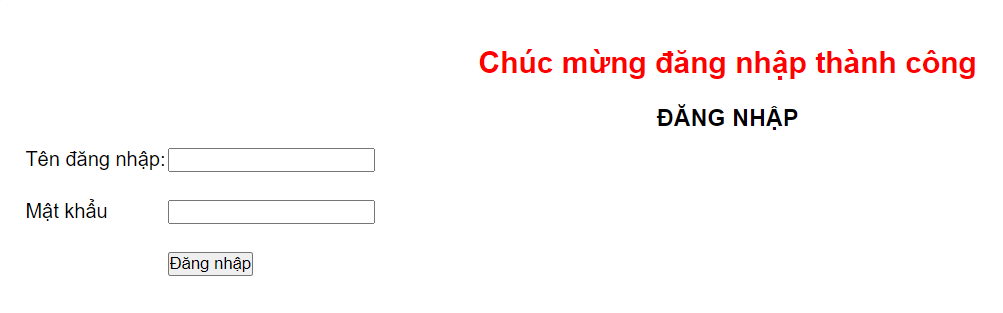 Chúc mừng đăng nhập thành công
ĐĂNG NHẬP
Tên đăng nhập:
Mật khẩu
Đăng nhập